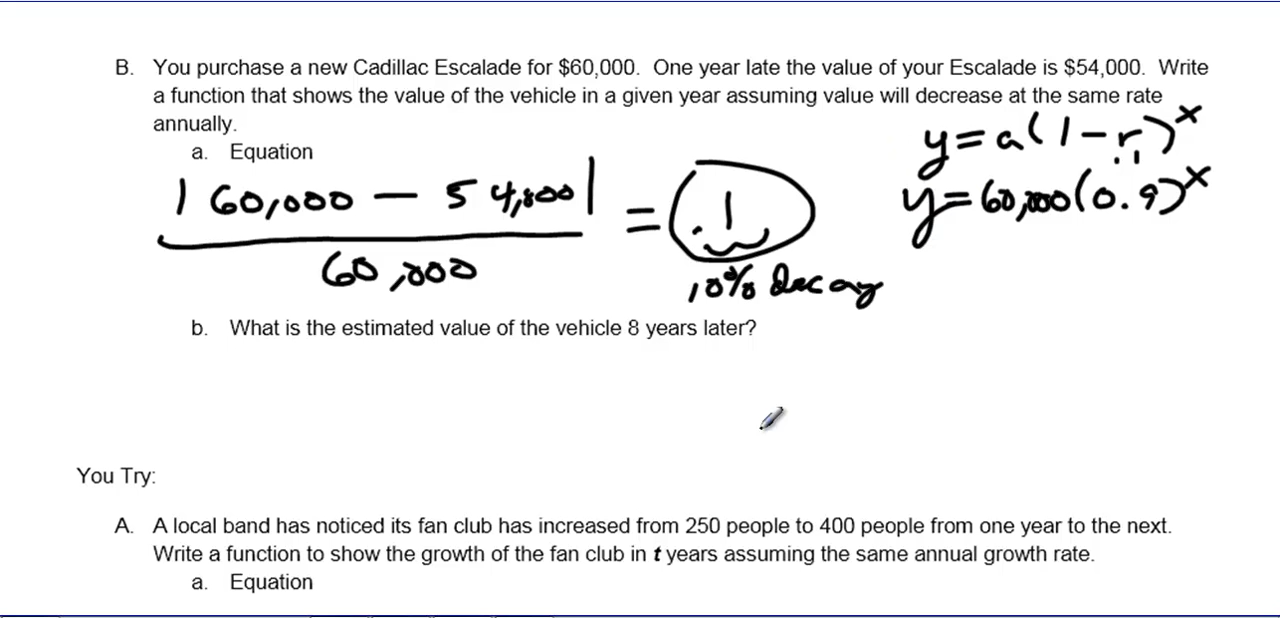 B. You purchase a new Cadillac Escalade for $60,000. One year late the value of your Escalade is $54,000. Write
a function that shows the value of the vehicle in a given year assuming value will decrease at the same rate
annually.
y=a(1-r)^x
a. Equation
.1
|60,000 - 54,000|
= .1
y=60,000(0.9)^x
60,000
10% Decay
b. What is the estimated value of the vehicle 8 years later?
You Try:
A. A local band has noticed its fan club has increased from 250 people to 400 people from one year to the next.
Write a function to show the growth of the fan club in t years assuming the same annual growth rate.
a. Equation